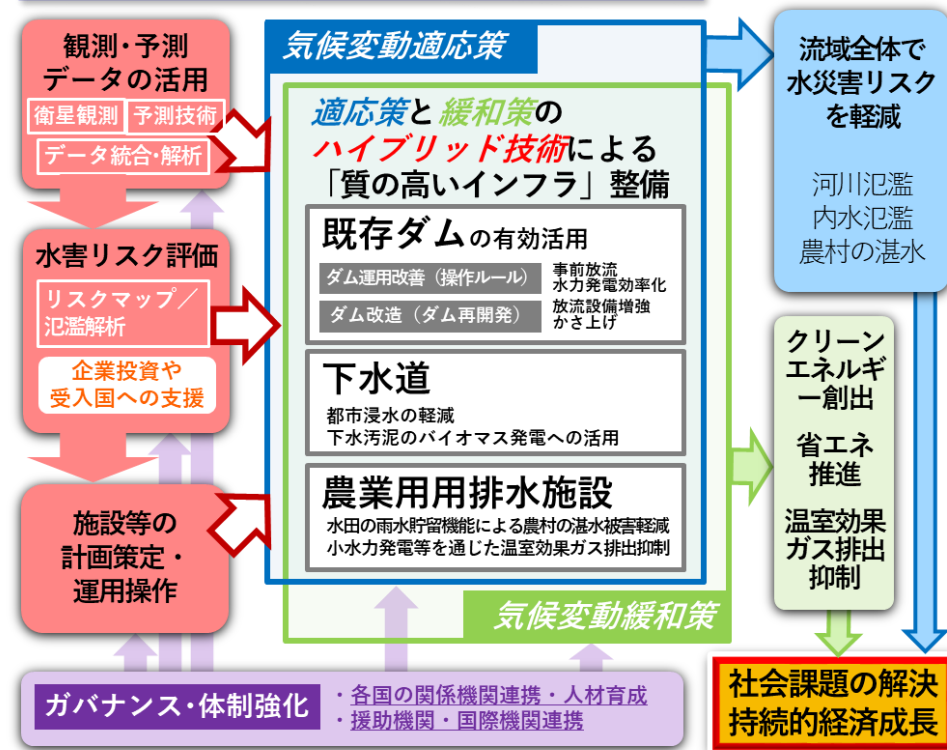 観測・予測
データの活用
衛星観測
予測技術
データ統合・解析
水害リスク評価
リスクマップ／
氾濫解析
企業投資や
受入国への支援
施設等の
計画策定・
運用操作
気候変動適応策
適応策と緩和策の
ハイブリッド技術による
「質の高いインフラ」整備
既存ダムの有効活用
ダム運用改善（操作ルール）
事前放流
水力発電効率化
ダム改造（ダム再開発）
放流設備増強
かさ上げ
下水道
都市浸水の軽減
下水汚泥のバイオマス発電への活用
農業用用排水施設
水田の雨水貯留機能による農村の湛水被害軽減
小水力発電等を通じた温室効果ガス排出抑制
気候変動緩和策
流域全体で
水災害リスク
を軽減
河川氾濫
内水氾濫
農村の湛水
クリーン
エネルギ
ー創出
省エネ
推進
温室効果
ガス排出
抑制
ガバナンス・体制強化
・各国の関係機関連携・人材育成
・援助機関・国際機関連携
社会課題の解決
持続的経済成長